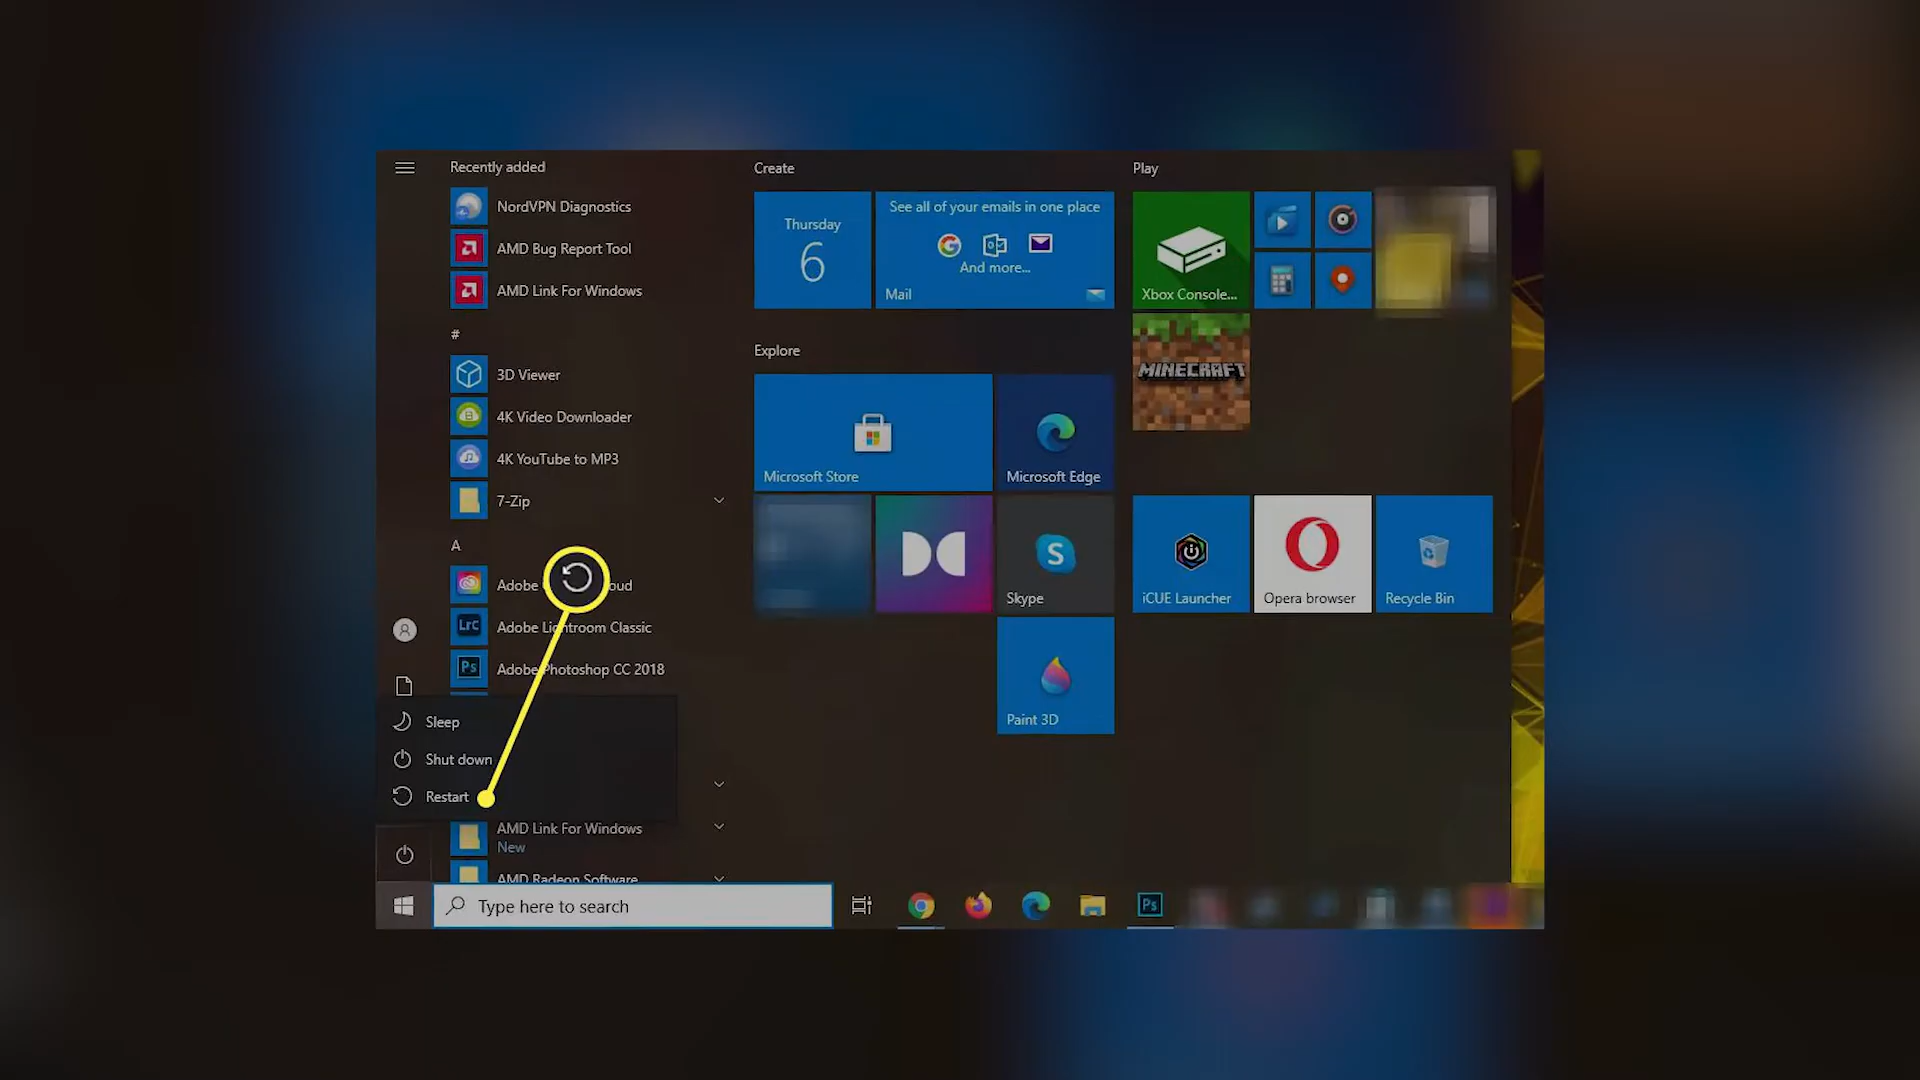 Recently added
NordVPN Diagnostics
AMD Bug Report Tool
AMD Link For Windows
#
3D Viewer
4K Video Downloader
4K YouTube to MP3
7-Zip
A
Adobe
oud
Adobe Lightroom Classic
Adobe Photoshop CC 2018
Sleep
Shut down
Restart
AMD Link For Windows
New
AMD Radeon Software
Type here to search
Create
Thursday
6
See all of your emails in one place
And more...
Mail
Explore
Microsoft Store
Microsoft Edge
Skype
Paint 3D
Play
Xbox Console...
MINECRAFT
iCUE Launcher
Opera browser
Recycle Bin
Lrc
Ps
S
Ps